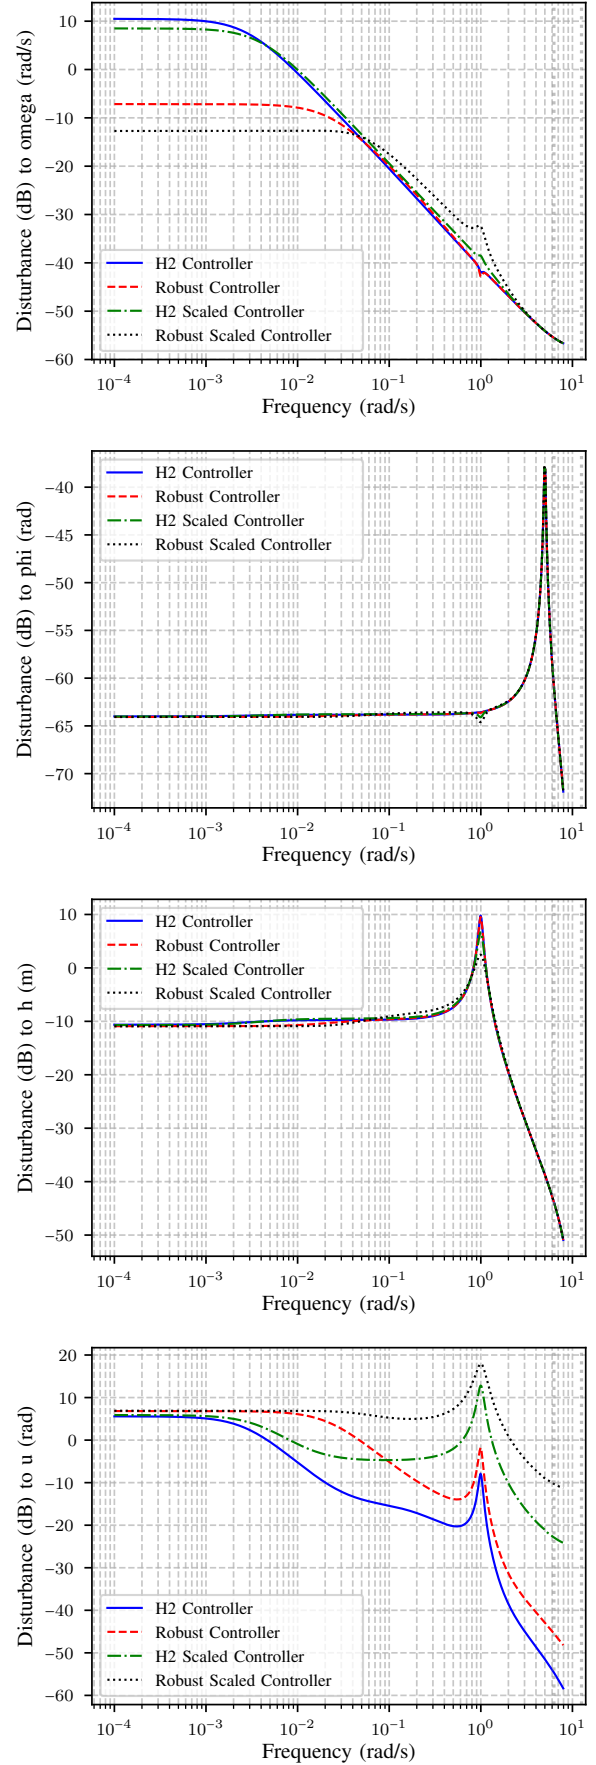 Disturbance (dB) to omega (rad/s)
10
0
−10
−20
−30
−40
−50
−60
H2 Controller
Robust Controller
H2 Scaled Controller
Robust Scaled Controller
10⁻⁴
10⁻³
10⁻²
10⁻¹
10⁰
10¹
Frequency (rad/s)
Disturbance (dB) to phi (rad)
−40
−45
−50
−55
−60
−65
−70
H2 Controller
Robust Controller
H2 Scaled Controller
Robust Scaled Controller
10⁻⁴
10⁻³
10⁻²
10⁻¹
10⁰
10¹
Frequency (rad/s)
Disturbance (dB) to h (m)
10
0
−10
−20
−30
−40
−50
H2 Controller
Robust Controller
H2 Scaled Controller
Robust Scaled Controller
10⁻⁴
10⁻³
10⁻²
10⁻¹
10⁰
10¹
Frequency (rad/s)
Disturbance (dB) to u (rad)
20
10
0
−10
−20
−30
−40
−50
−60
H2 Controller
Robust Controller
H2 Scaled Controller
Robust Scaled Controller
10⁻⁴
10⁻³
10⁻²
10⁻¹
10⁰
10¹
Frequency (rad/s)